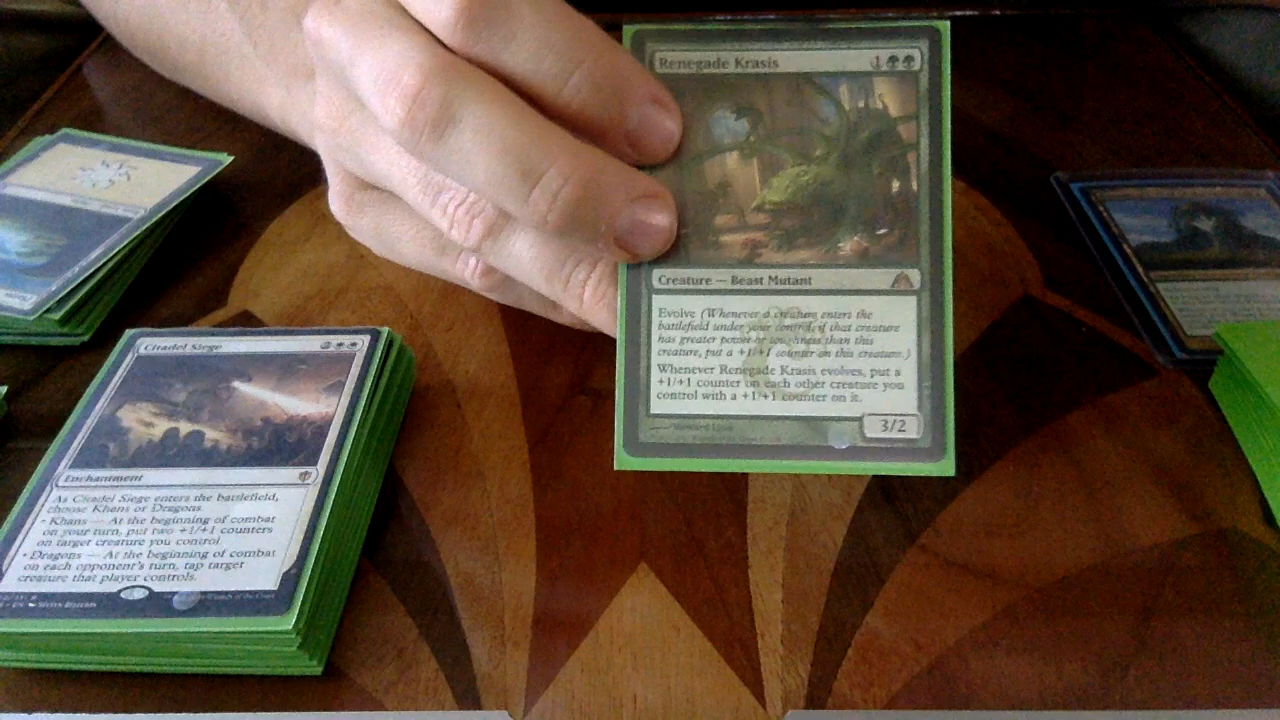 Renegade Krasis 1
Creature — Beast Mutant
Evolve (Whenever a creature enters the
battlefield under your control, if that creature
has greater power or toughness than this
creature, put a +1/+1 counter on this creature.)
Whenever Renegade Krasis evolves, put a
+1/+1 counter on each other creature you
control with a +1/+1 counter on it.
3/2
Citadel Siege
Enchantment
As Citadel Siege enters the battlefield,
choose Khans or Dragons.
• Khans — At the beginning of combat
on your turn, put two +1/+1 counters
on target creature you control.
• Dragons — At the beginning of combat
on each opponent's turn, tap target
creature that player controls.